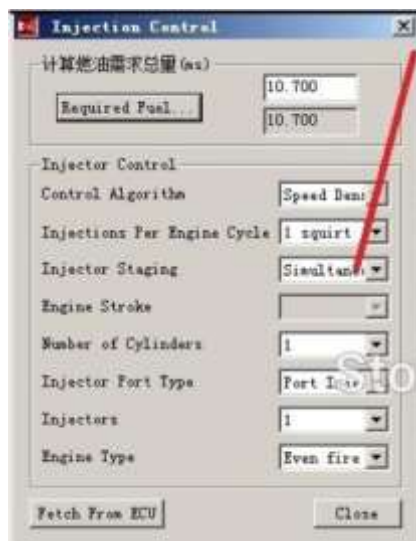 Injection Control
计算燃油需求总量(ms)
Required Fuel...
10.700
10.700
Injector Control
Control Algorithm
Speed Dens
Injections Per Engine Cycle
1 squirt
Injector Staging
Simultane
Engine Stroke
Number of Cylinders
1
Injector Port Type
Port
Injectors
1
Engine Type
Even fire
Fetch From ECU
Close
Sto